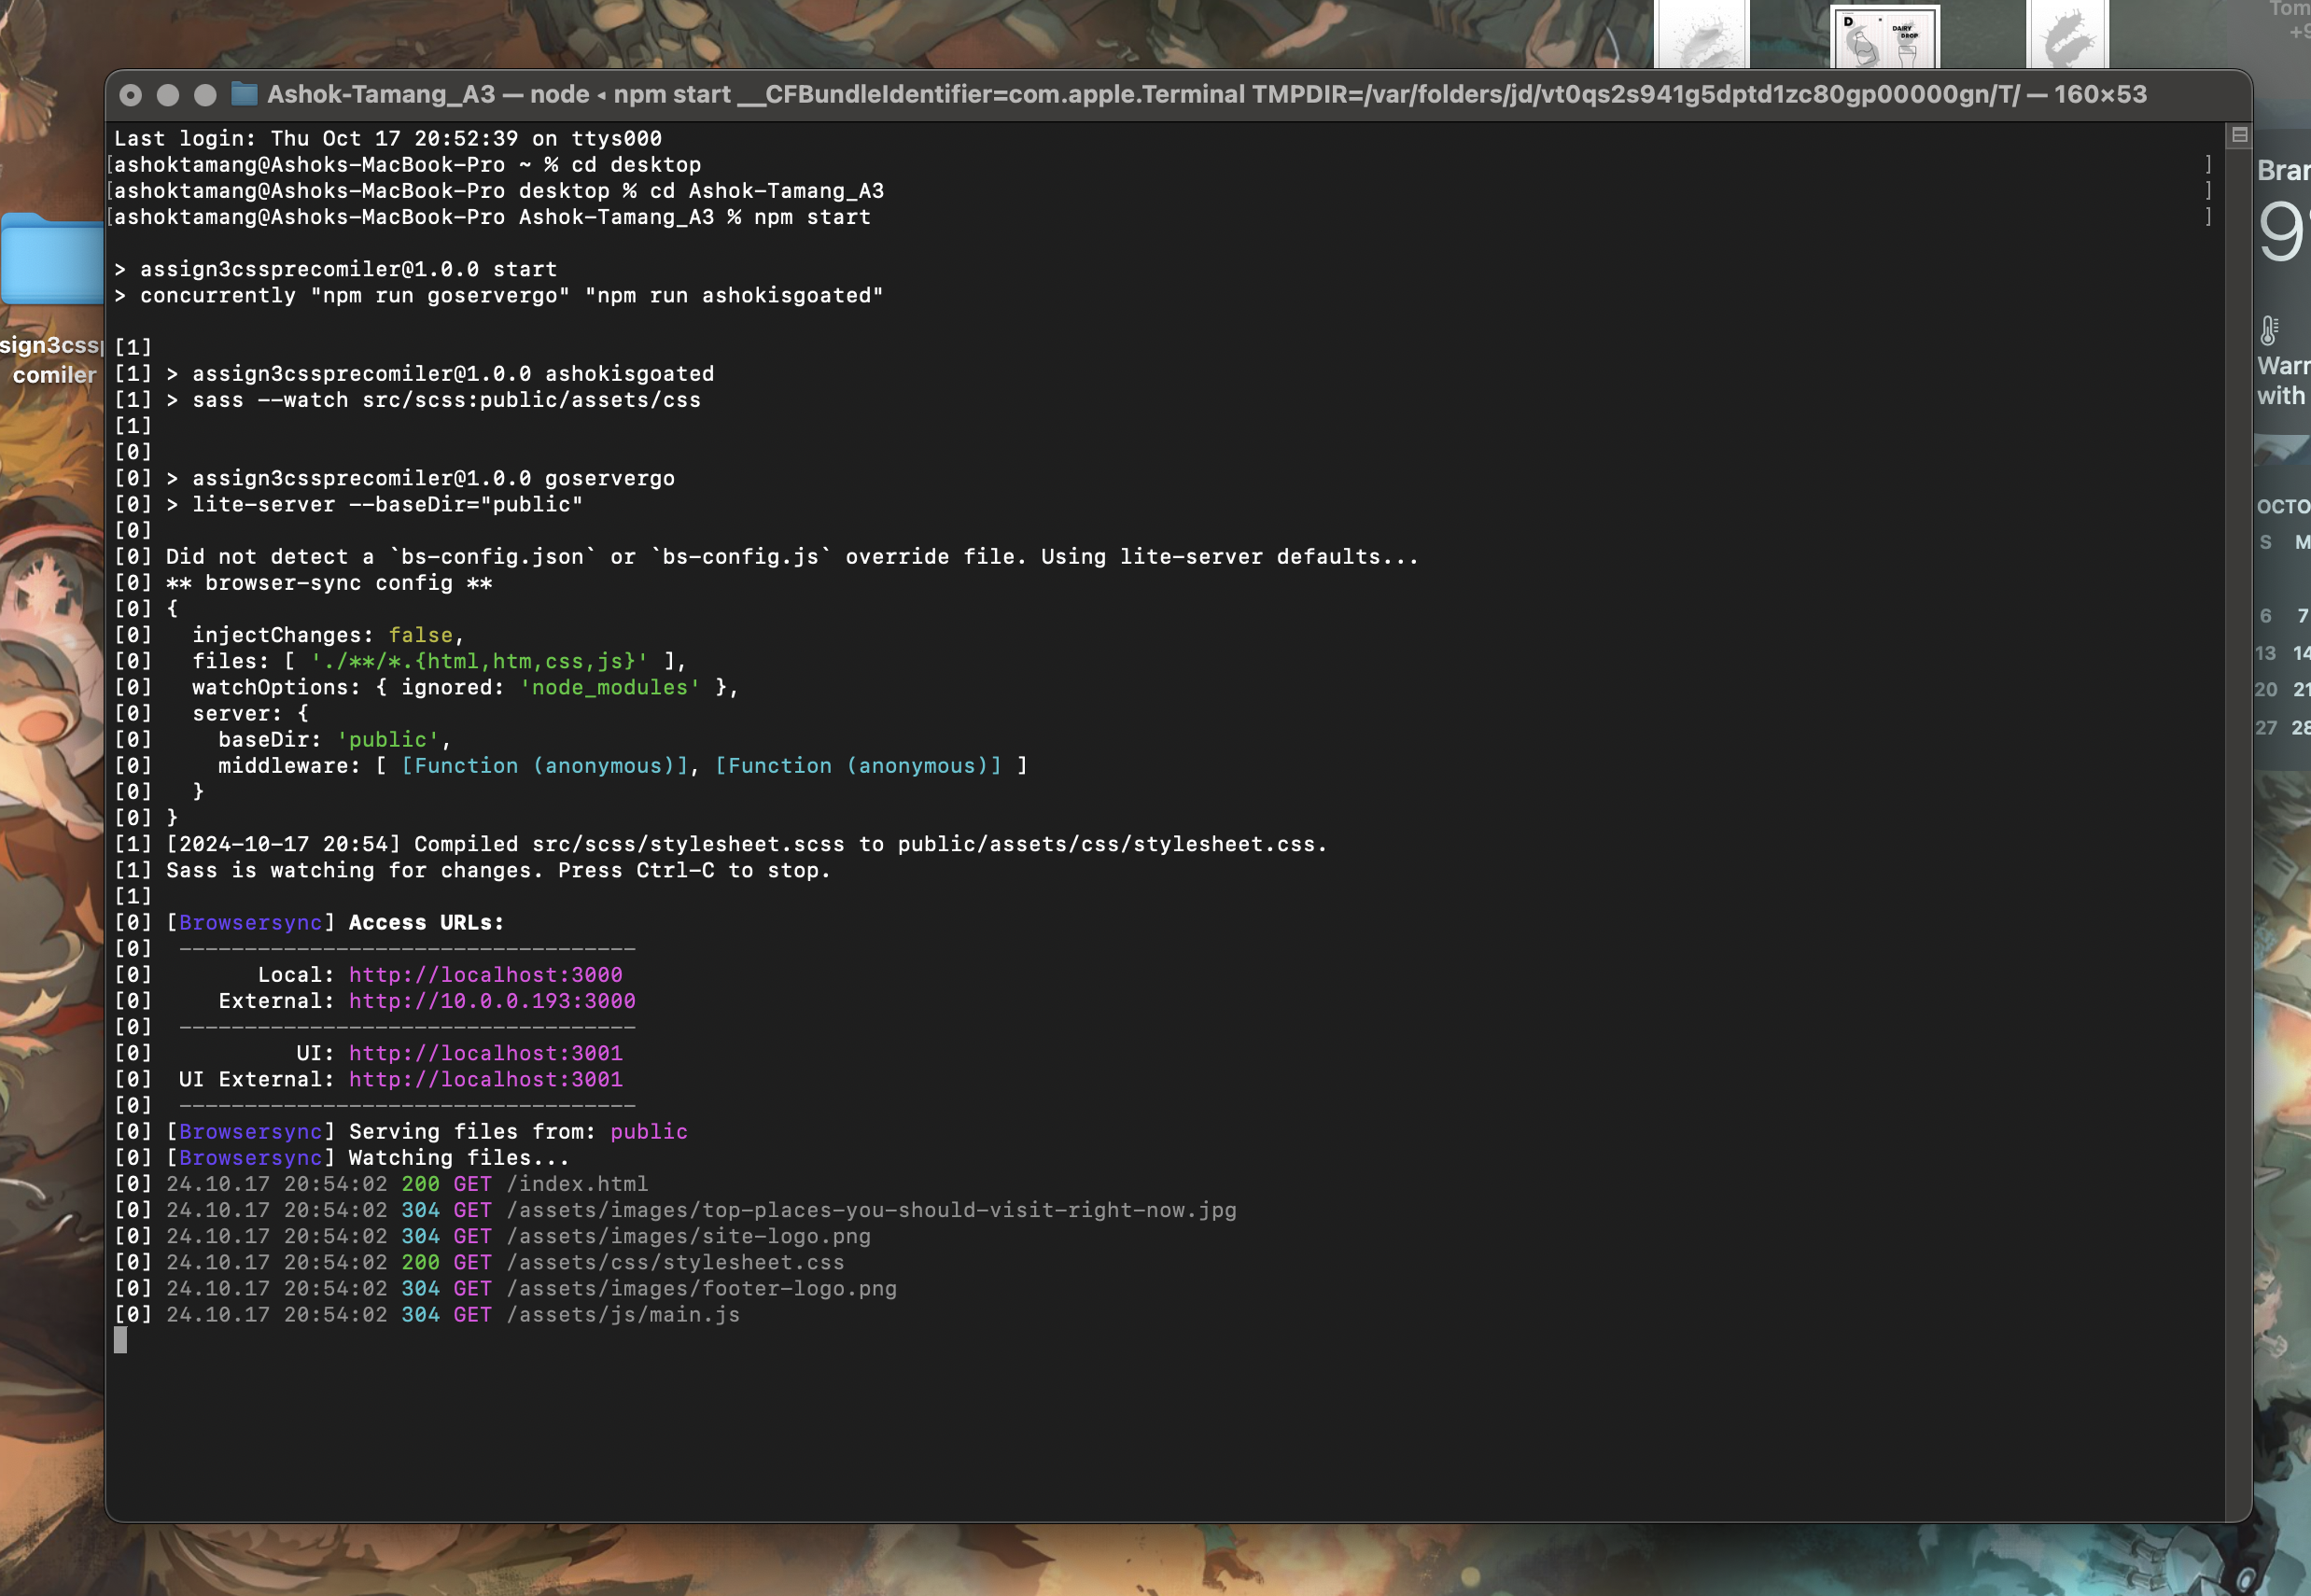 Ashok-Tamang_A3 — node ◂ npm start __CFBundleIdentifier=com.apple.Terminal TMPDIR=/var/folders/jd/vt0qs2s941g5dptd1zc80gp00000gn/T/ — 160×53
Last login: Thu Oct 17 20:52:39 on ttys000
[ashoktamang@Ashoks-MacBook-Pro ~ % cd desktop ]
[ashoktamang@Ashoks-MacBook-Pro desktop % cd Ashok-Tamang_A3 ]
[ashoktamang@Ashoks-MacBook-Pro Ashok-Tamang_A3 % npm start ]
> assign3cssprecomiler@1.0.0 start
> concurrently "npm run goservergo" "npm run ashokisgoated"
[1]
[1] > assign3cssprecomiler@1.0.0 ashokisgoated
[1] > sass --watch src/scss:public/assets/css
[1]
[0]
[0] > assign3cssprecomiler@1.0.0 goservergo
[0] > lite-server --baseDir="public"
[0]
[0] Did not detect a `bs-config.json` or `bs-config.js` override file. Using lite-server defaults...
[0] ** browser-sync config **
[0] {
[0]   injectChanges: false,
[0]   files: [ './**/*.{html,htm,css,js}' ],
[0]   watchOptions: { ignored: 'node_modules' },
[0]   server: {
[0]     baseDir: 'public',
[0]     middleware: [ [Function (anonymous)], [Function (anonymous)] ]
[0]   }
[0] }
[1] [2024-10-17 20:54] Compiled src/scss/stylesheet.scss to public/assets/css/stylesheet.css.
[1] Sass is watching for changes. Press Ctrl-C to stop.
[1]
[0] [Browsersync] Access URLs:
[0]  -----------------------------------
[0]        Local: http://localhost:3000
[0]     External: http://10.0.0.193:3000
[0]  -----------------------------------
[0]           UI: http://localhost:3001
[0]  UI External: http://localhost:3001
[0]  -----------------------------------
[0] [Browsersync] Serving files from: public
[0] [Browsersync] Watching files...
[0] 24.10.17 20:54:02 200 GET /index.html
[0] 24.10.17 20:54:02 304 GET /assets/images/top-places-you-should-visit-right-now.jpg
[0] 24.10.17 20:54:02 304 GET /assets/images/site-logo.png
[0] 24.10.17 20:54:02 200 GET /assets/css/stylesheet.css
[0] 24.10.17 20:54:02 304 GET /assets/images/footer-logo.png
[0] 24.10.17 20:54:02 304 GET /assets/js/main.js
sign3cssp
comiler
D
DAIRY
DROP
Tom
Bran
9°
Warn
with
OCTO
S M
6 7
13 14
20 21
27 28